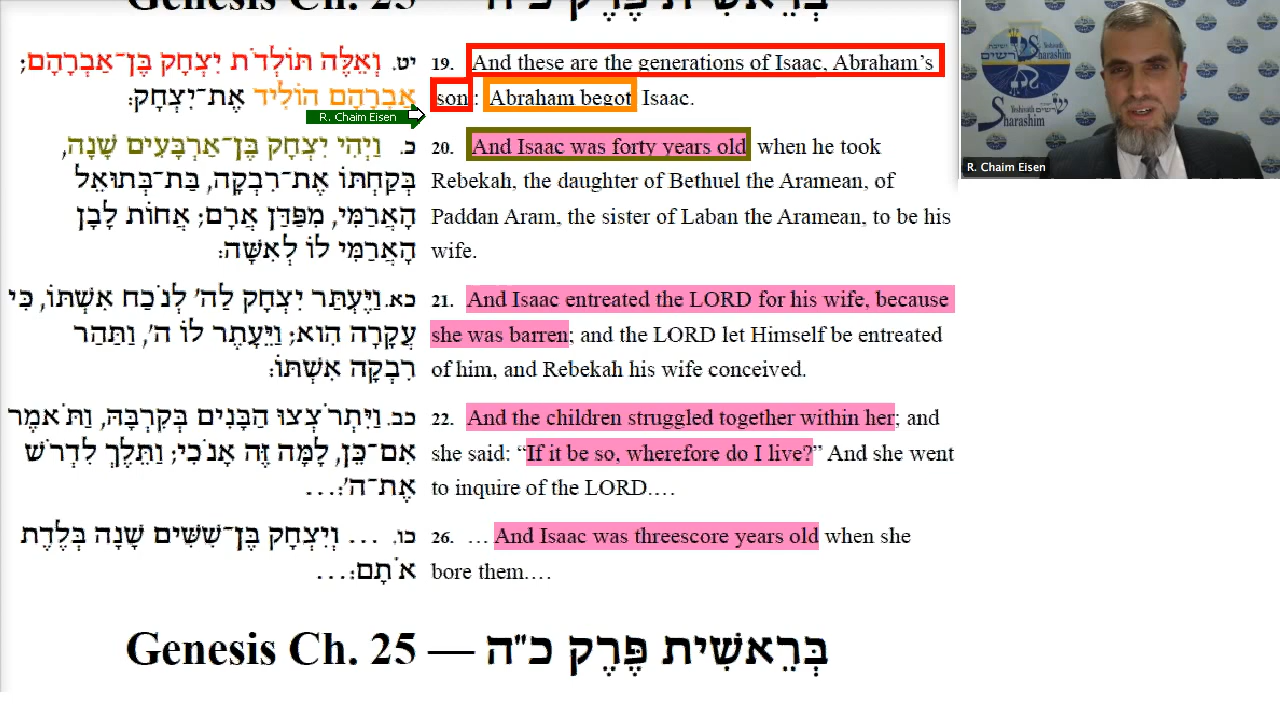 Genesis Ch. 25 — בְּרֵאשִׁית פֶּרֶק כ"ה
יט. וְאֵלֶּה תּוֹלְדֹת יִצְחָק בֶּן־אַבְרָהָם;
אַבְרָהָם הוֹלִיד אֶת־יִצְחָק:
19. And these are the generations of Isaac, Abraham's
son: Abraham begot Isaac.
R. Chaim Eisen
כ. וַיְהִי יִצְחָק בֶּן־אַרְבָּעִים שָׁנָה,
בְּקַחְתּוֹ אֶת־רִבְקָה, בַּת־בְּתוּאֵל
הָאֲרַמִּי, מִפַּדַּן אֲרָם; אֲחוֹת לָבָן
הָאֲרַמִּי לוֹ לְאִשָּׁה:
20. And Isaac was forty years old when he took
Rebekah, the daughter of Bethuel the Aramean, of
Paddan Aram, the sister of Laban the Aramean, to be his
wife.
כא. וַיֶּעְתַּר יִצְחָק לַה' לְנֹכַח אִשְׁתּוֹ, כִּי
עֲקָרָה הִוא; וַיֵּעָתֶר לוֹ ה', וַתַּהַר
רִבְקָה אִשְׁתּוֹ:
21. And Isaac entreated the LORD for his wife, because
she was barren; and the LORD let Himself be entreated
of him, and Rebekah his wife conceived.
כב. וַיִּתְרֹצְצוּ הַבָּנִים בְּקִרְבָּהּ, וַתֹּאמֶר
אִם־כֵּן, לָמָּה זֶּה אָנֹכִי; וַתֵּלֶךְ לִדְרֹשׁ
אֶת־ה':...
22. And the children struggled together within her; and
she said: “If it be so, wherefore do I live?” And she went
to inquire of the LORD….
כו. ... וְיִצְחָק בֶּן־שִׁשִּׁים שָׁנָה בְּלֶדֶת
אֹתָם:...
26. … And Isaac was threescore years old when she
bore them….
Genesis Ch. 25 — בְּרֵאשִׁית פֶּרֶק כ"ה
Yeshivath
Sharashim
Yeshivath שרשים
Sharashim
R. Chaim Eisen